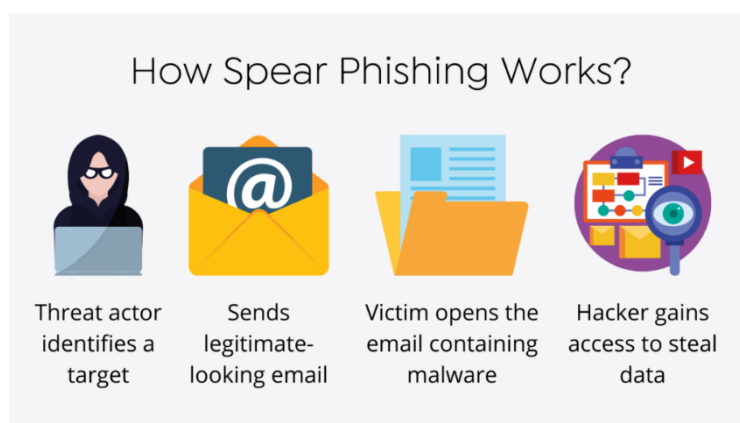 How Spear Phishing Works?
@
Threat actor
identifies a
target
Sends
legitimate-
looking email
Victim opens the
email containing
malware
Hacker gains
access to steal
data